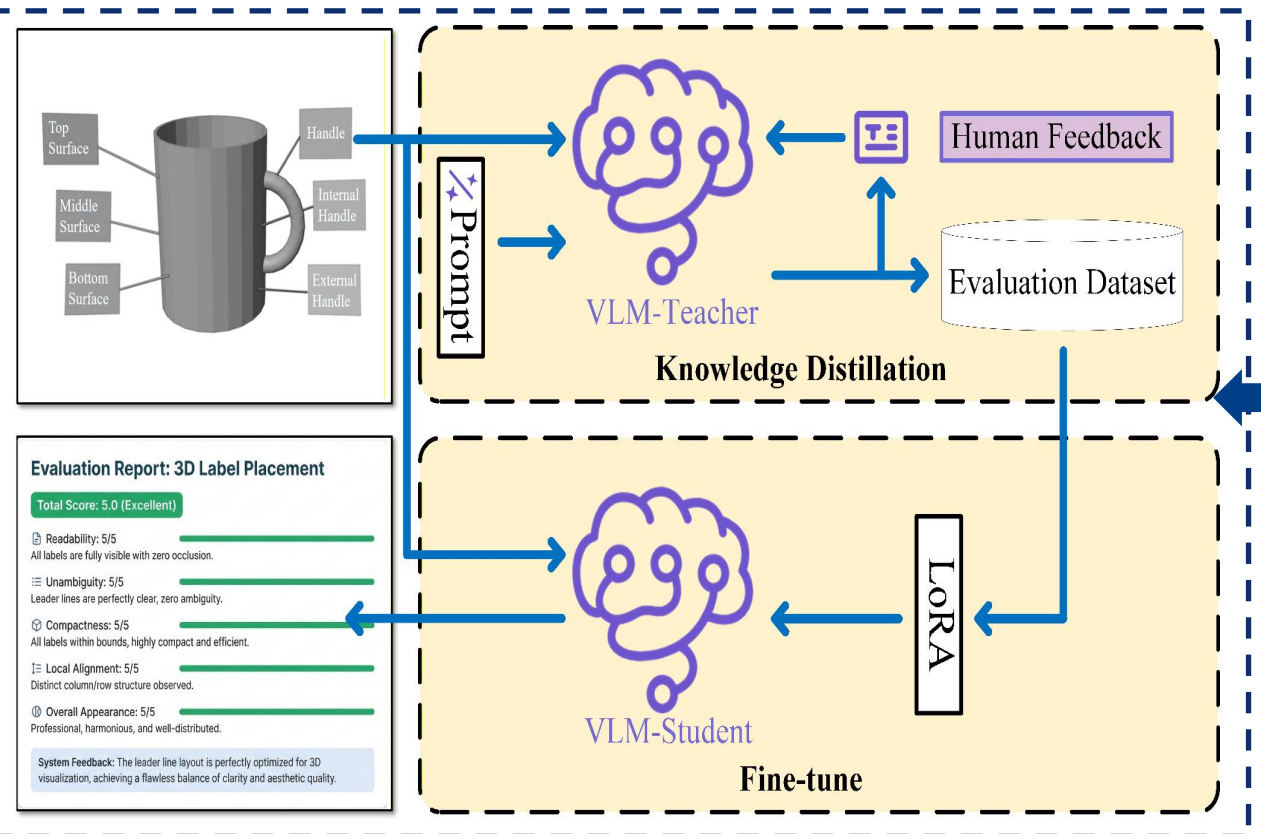 Top
Surface
Handle
Middle
Surface
Internal
Handle
Bottom
Surface
External
Handle
Prompt
VLM-Teacher
Human Feedback
Evaluation Dataset
Knowledge Distillation
Evaluation Report: 3D Label Placement
Total Score: 5.0 (Excellent)
Readability: 5/5
All labels are fully visible with zero occlusion.
Unambiguity: 5/5
Leader lines are perfectly clear, zero ambiguity.
Compactness: 5/5
All labels within bounds, highly compact and efficient.
Local Alignment: 5/5
Distinct column/row structure observed.
Overall Appearance: 5/5
Professional, harmonious, and well-distributed.
System Feedback: The leader line layout is perfectly optimized for 3D
visualization, achieving a flawless balance of clarity and aesthetic quality.
VLM-Student
LoRA
Fine-tune